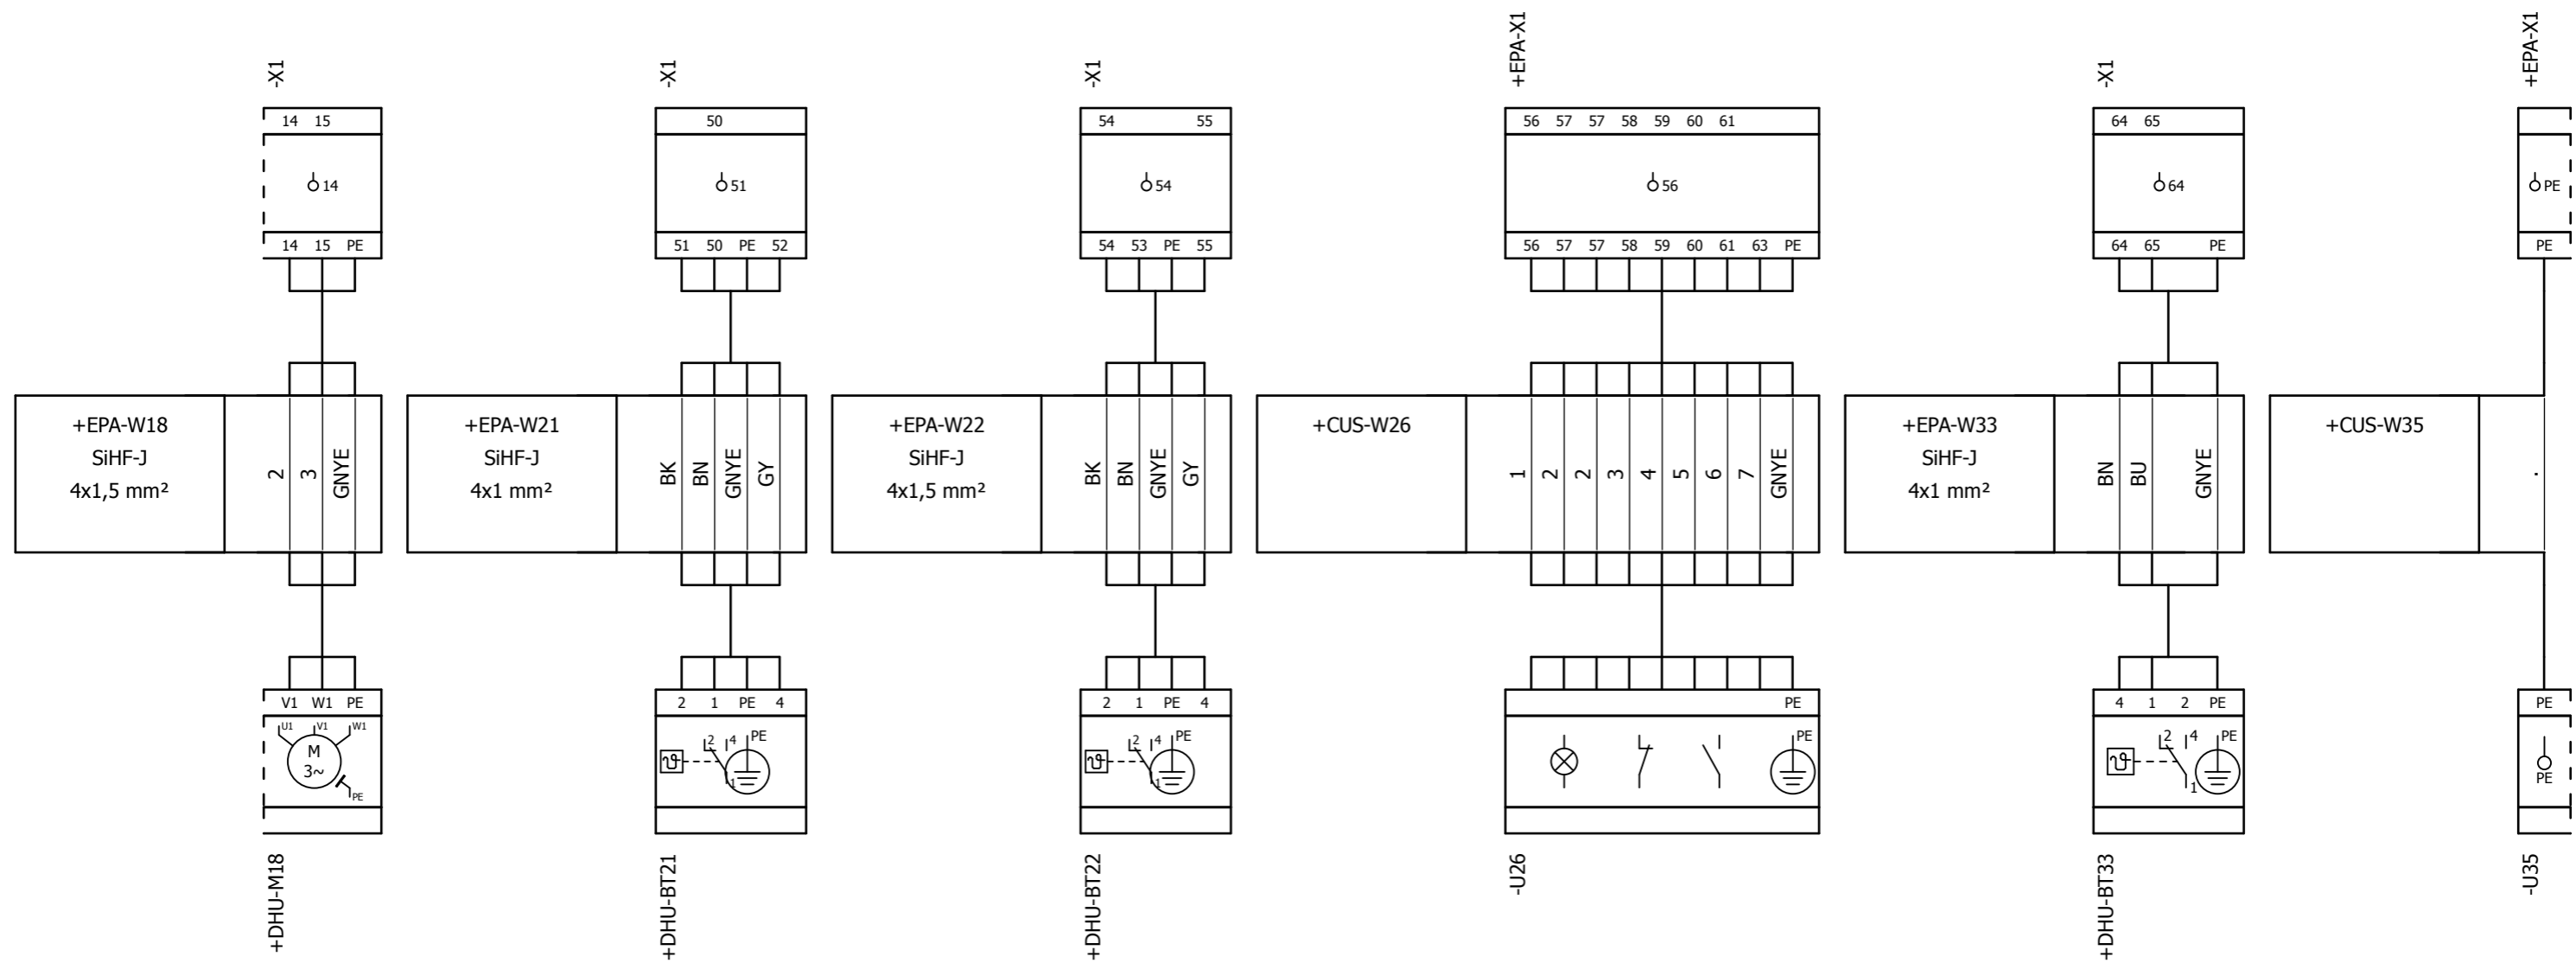 -X1
-X1
-X1
+EPA-X1
-X1
+EPA-X1
14 15
50
54 55
56 57 57 58 59 60 61
64 65
14
51
54
56
64
PE
14 15 PE
51 50 PE 52
54 53 PE 55
56 57 57 58 59 60 61 63 PE
64 65 PE
PE
+EPA-W18
SiHF-J
4x1,5 mm²
2 3 GNYE
+EPA-W21
SiHF-J
4x1 mm²
BK BN GNYE GY
+EPA-W22
SiHF-J
4x1,5 mm²
BK BN GNYE GY
+CUS-W26
1 2 2 3 4 5 6 7 GNYE
+EPA-W33
SiHF-J
4x1 mm²
BN BU GNYE
+CUS-W35
.
V1 W1 PE
2 1 PE 4
2 1 PE 4
PE
4 1 2 PE
PE
U1 V1 W1
M
3~
PE
ϑ 2 4 PE
1
ϑ 2 4 PE
1
PE
ϑ 2 4 PE
1
PE
+DHU-M18
+DHU-BT21
+DHU-BT22
-U26
+DHU-BT33
-U35